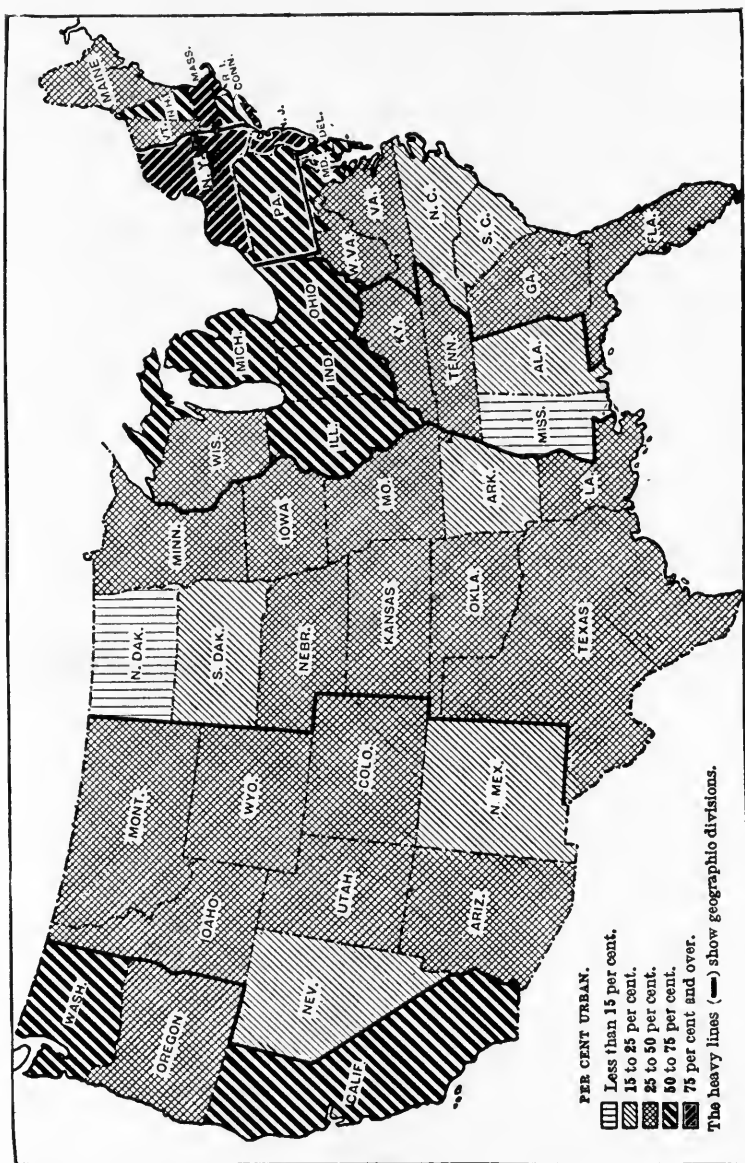 WASH.
OREGON
CALIF.
NEV.
IDAHO
MONT.
WYO.
UTAH
COLO.
ARIZ.
N. MEX.
N. DAK.
S. DAK.
NEBR.
KANSAS
OKLA.
TEXAS
MINN.
IOWA
MO.
ARK.
LA.
WIS.
ILL.
MICH.
IND.
OHIO
KY.
TENN.
MISS.
ALA.
GA.
FLA.
S. C.
N. C.
VA.
W. VA.
MD.
DEL.
PA.
N. J.
N. Y.
CONN.
R. I.
MASS.
VT.
N.H.
MAINE
PER CENT URBAN.
Less than 15 per cent.
15 to 25 per cent.
25 to 50 per cent.
50 to 75 per cent.
75 per cent and over.
The heavy lines (━) show geographic divisions.